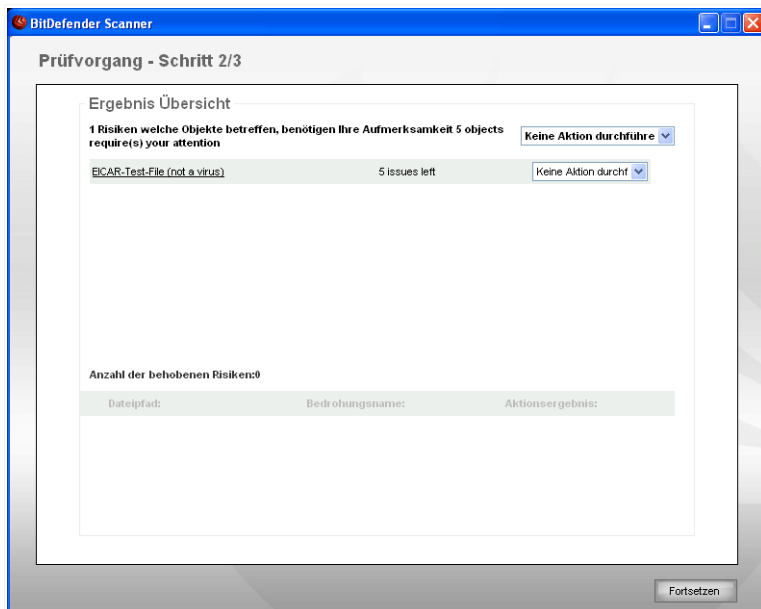 BitDefender Scanner
Prüfvorgang - Schritt 2/3
Ergebnis Übersicht
1 Risiken welche Objekte betreffen, benötigen Ihre Aufmerksamkeit 5 objects
require(s) your attention
Keine Aktion durchführe
EICAR-Test-File (not a virus)
5 issues left
Keine Aktion durchf
Anzahl der behobenen Risiken:0
Dateipfad:
Bedrohungsname:
Aktionsergebnis:
Fortsetzen